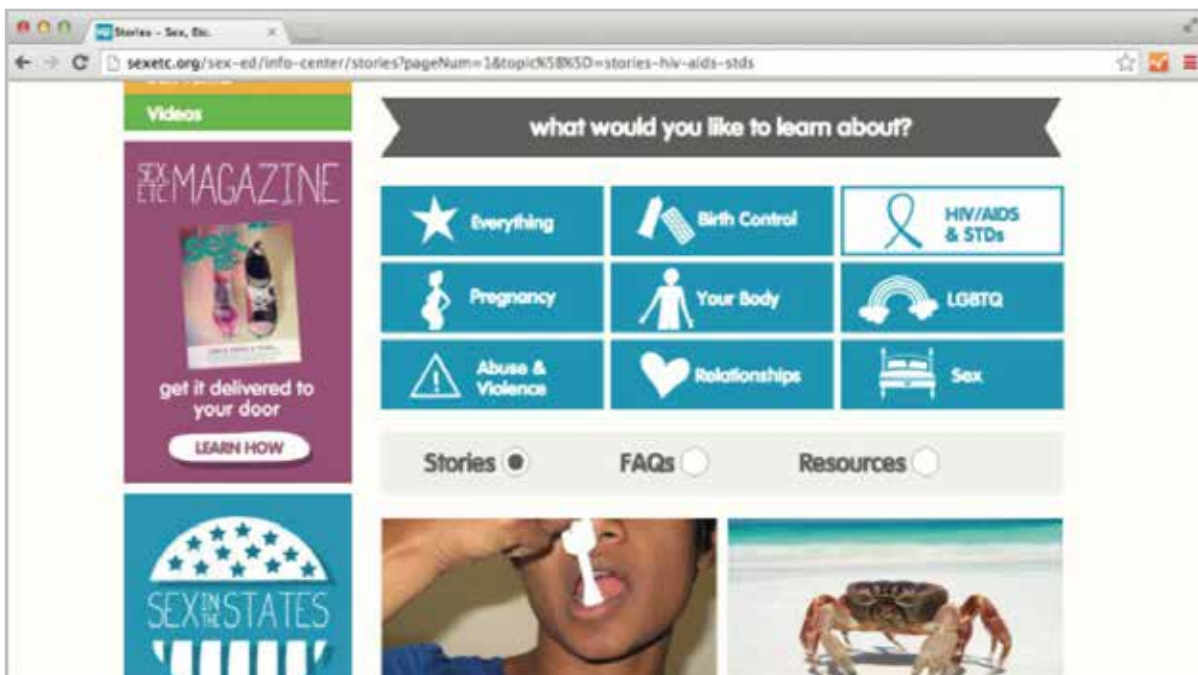 Stories - Sex, Etc.
sexetc.org/sex-ed/info-center/stories?pageNum=1&topic%5B%5D=stories-hiv-aids-stds
Videos
SEX, ETC. MAGAZINE
get it delivered to
your door
LEARN HOW
SEX IN THE STATES
what would you like to learn about?
Everything
Birth Control
HIV/AIDS
& STDs
Pregnancy
Your Body
LGBTQ
Abuse &
Violence
Relationships
Sex
Stories
FAQs
Resources